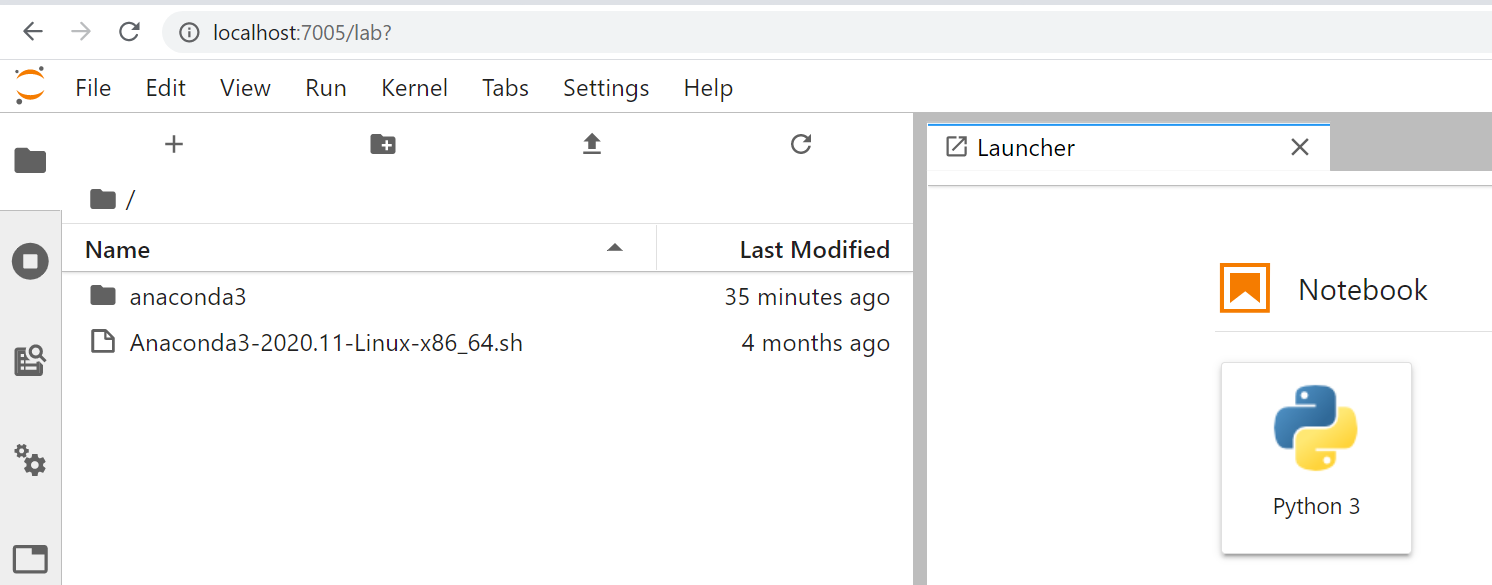 localhost:7005/lab?
File Edit View Run Kernel Tabs Settings Help
Launcher
/
Name Last Modified
anaconda3 35 minutes ago
Anaconda3-2020.11-Linux-x86_64.sh 4 months ago
Notebook
Python 3